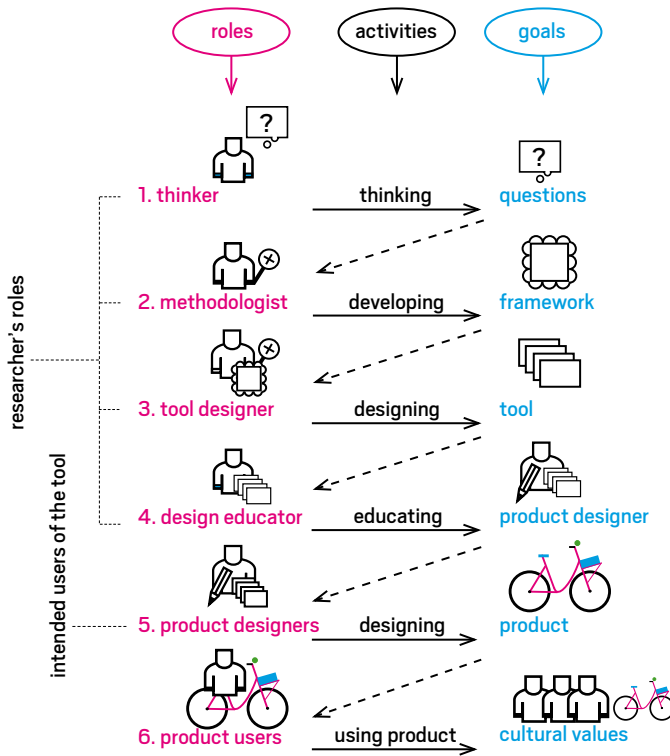 roles activities goals
?
?
1. thinker thinking questions
2. methodologist developing framework
3. tool designer designing tool
4. design educator educating product designer
5. product designers designing product
6. product users using product cultural values
researcher's roles
intended users of the tool